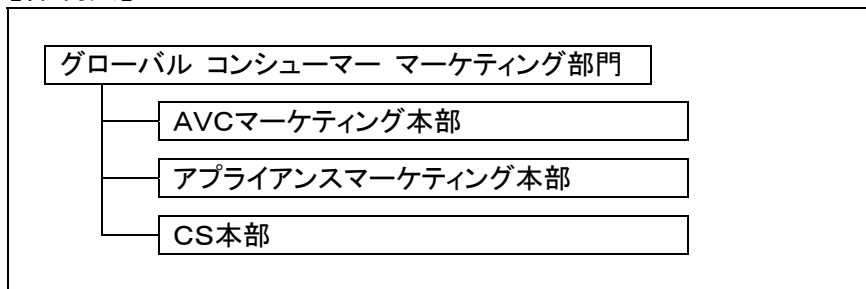 グローバル コンシューマー マーケティング部門
AVCマーケティング本部
アプライアンスマーケティング本部
CS本部